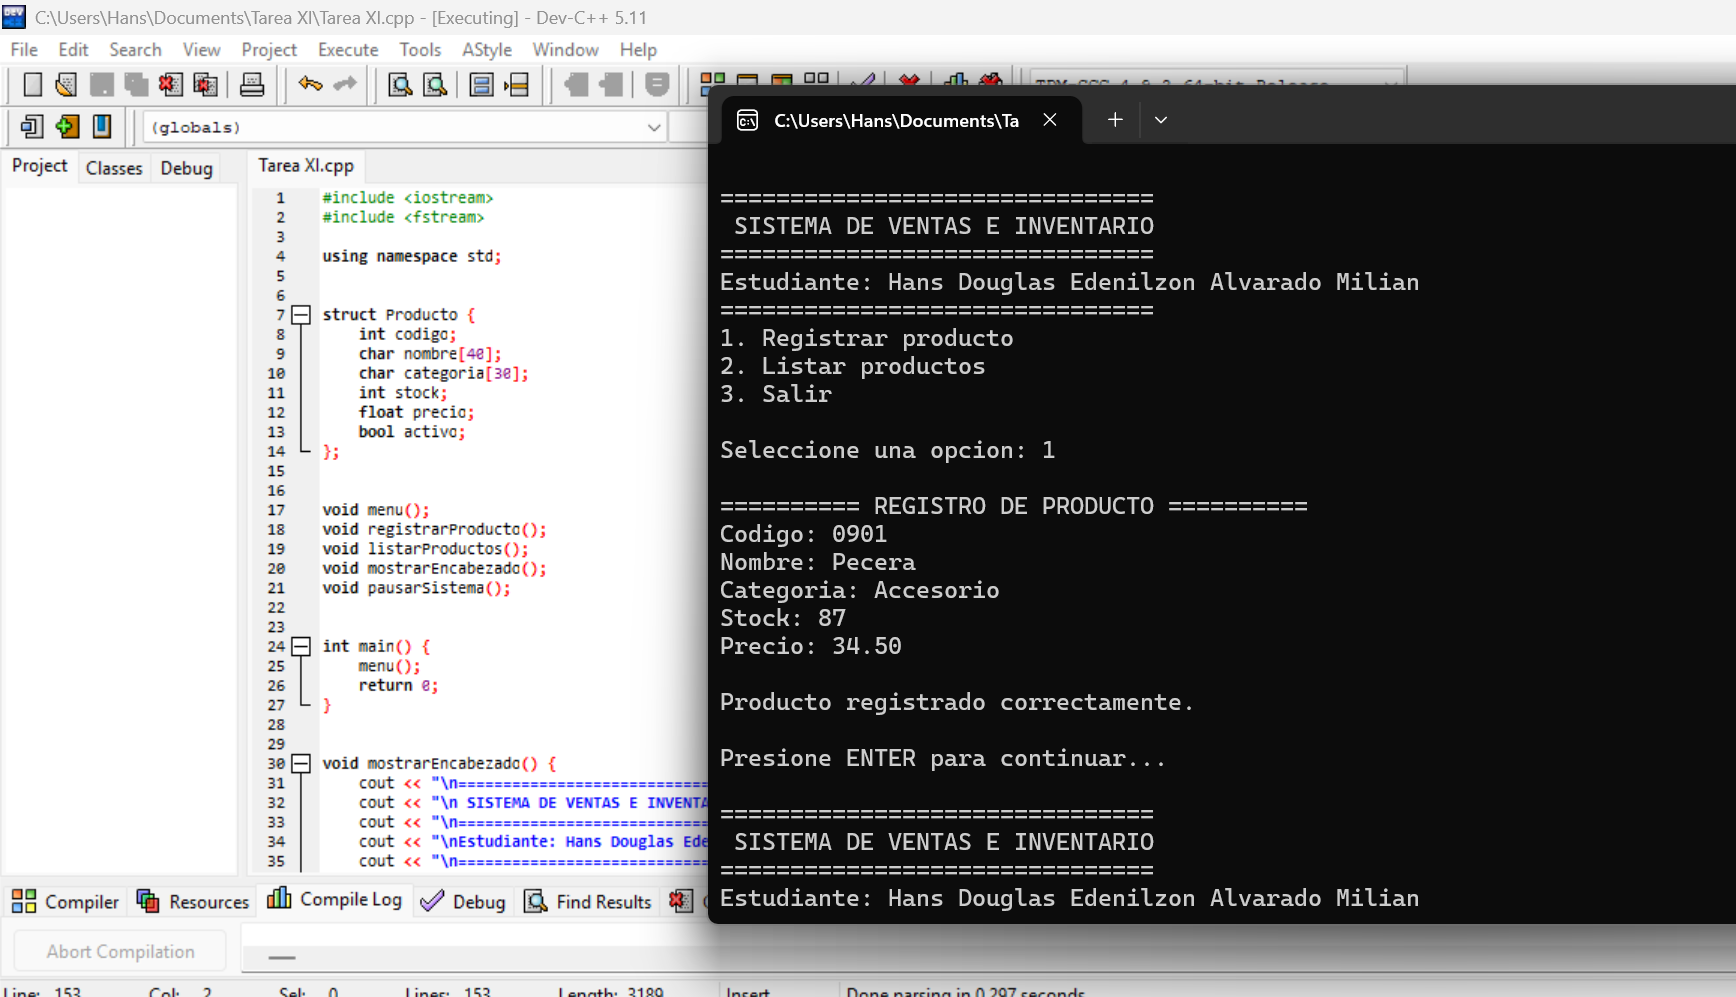 C:\Users\Hans\Documents\Tarea XI\Tarea XI.cpp - [Executing] - Dev-C++ 5.11
File Edit Search View Project Execute Tools AStyle Window Help
(globals)
Project Classes Debug
Tarea XI.cpp
1 #include <iostream>
2 #include <fstream>
3
4 using namespace std;
5
6
7 struct Producto {
8 int codigo;
9 char nombre[40];
10 char categoria[30];
11 int stock;
12 float precio;
13 bool activo;
14 };
15
16
17 void menu();
18 void registrarProducto();
19 void listarProductos();
20 void mostrarEncabezado();
21 void pausarSistema();
22
23
24 int main() {
25 menu();
26 return 0;
27 }
28
29
30 void mostrarEncabezado() {
31 cout << "\n============================
32 cout << "\n SISTEMA DE VENTAS E INVENTA
33 cout << "\n============================
34 cout << "\nEstudiante: Hans Douglas Ede
35 cout << "\n============================
C:\Users\Hans\Documents\Ta
===============================
SISTEMA DE VENTAS E INVENTARIO
===============================
Estudiante: Hans Douglas Edenilzon Alvarado Milian
===============================
1. Registrar producto
2. Listar productos
3. Salir
Seleccione una opcion: 1
========== REGISTRO DE PRODUCTO ==========
Codigo: 0901
Nombre: Pecera
Categoria: Accesorio
Stock: 87
Precio: 34.50
Producto registrado correctamente.
Presione ENTER para continuar...
===============================
SISTEMA DE VENTAS E INVENTARIO
===============================
Estudiante: Hans Douglas Edenilzon Alvarado Milian
Compiler Resources Compile Log Debug Find Results
Abort Compilation
Line: 153 Col: 2 Sel: 0 Lines: 153 Length: 3189 Insert Done parsing in 0.297 seconds